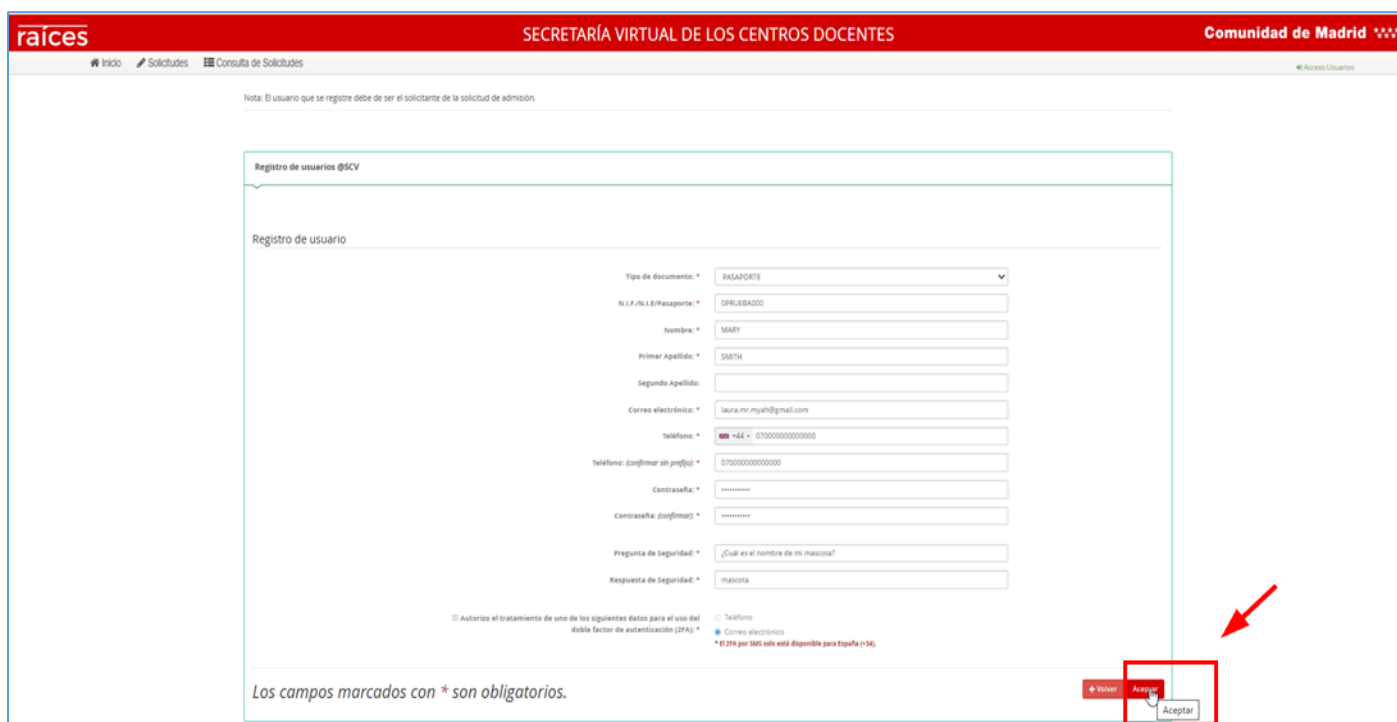 raíces SECRETARÍA VIRTUAL DE LOS CENTROS DOCENTES Comunidad de Madrid
Inicio Solicitudes Consulta de Solicitudes Acceso Usuarios
Nota: El usuario que se registre debe de ser el solicitante de la solicitud de admisión.
Registro de usuarios @SCV
Registro de usuario
Tipo de documento: * PASAPORTE
N.I.F./N.I.E/Pasaporte: * 0PRUEBA000
Nombre: * MARY
Primer Apellido: * SMITH
Segundo Apellido:
Correo electrónico: * laura.mr.myah@gmail.com
Teléfono: * +44 070000000000000
Teléfono: (confirmar sin prefijo): * 070000000000000
Contraseña: * •••••••••••
Contraseña: (confirmar): * •••••••••••
Pregunta de Seguridad: * ¿Cuál es el nombre de mi mascota?
Respuesta de Seguridad: * mascota
Autorizo el tratamiento de uno de los siguientes datos para el uso del Teléfono
doble factor de autenticación (2FA): * Correo electrónico
* El 2FA por SMS solo está disponible para España (+34).
Los campos marcados con * son obligatorios. Volver Aceptar
Aceptar